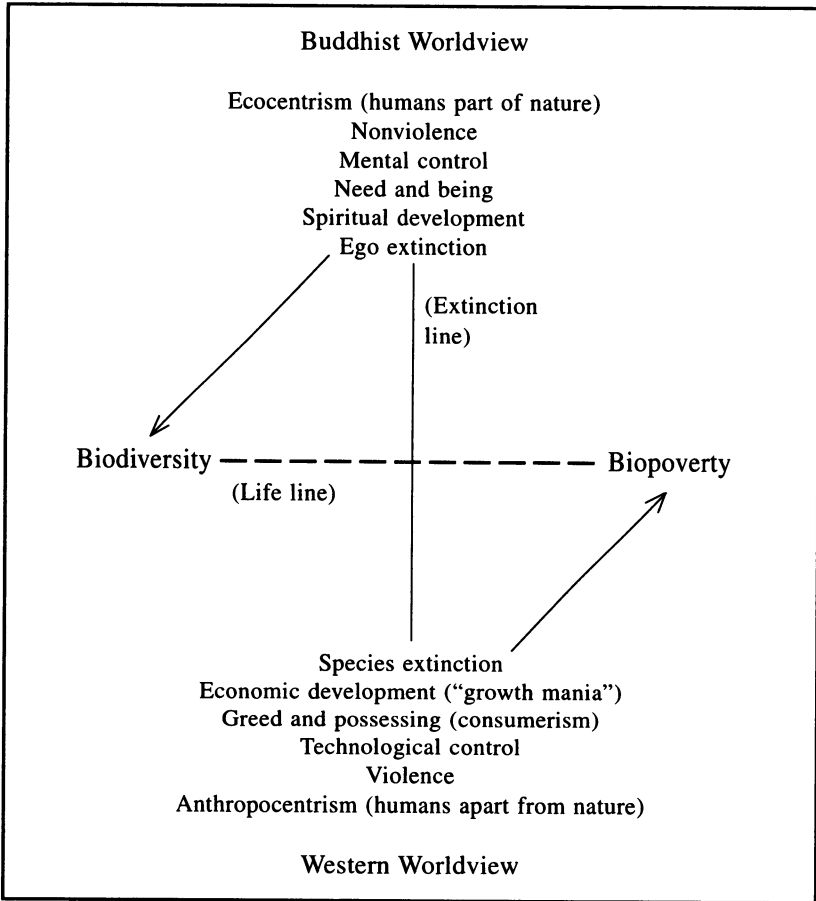 Buddhist Worldview
Ecocentrism (humans part of nature)
Nonviolence
Mental control
Need and being
Spiritual development
Ego extinction
(Extinction
line)
Biodiversity
Biopoverty
(Life line)
Species extinction
Economic development (“growth mania”)
Greed and possessing (consumerism)
Technological control
Violence
Anthropocentrism (humans apart from nature)
Western Worldview